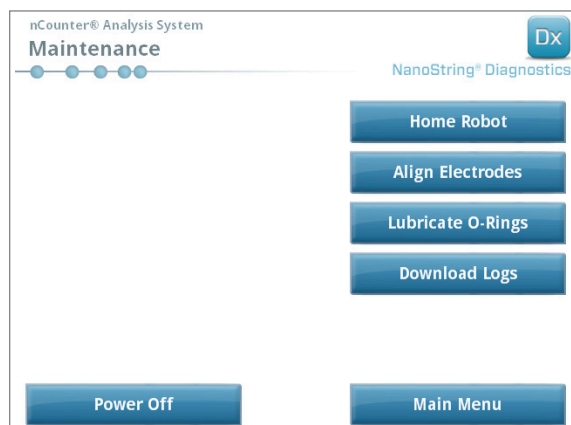 nCounter® Analysis System
Maintenance
Dx
NanoString® Diagnostics
Home Robot
Align Electrodes
Lubricate O-Rings
Download Logs
Power Off
Main Menu